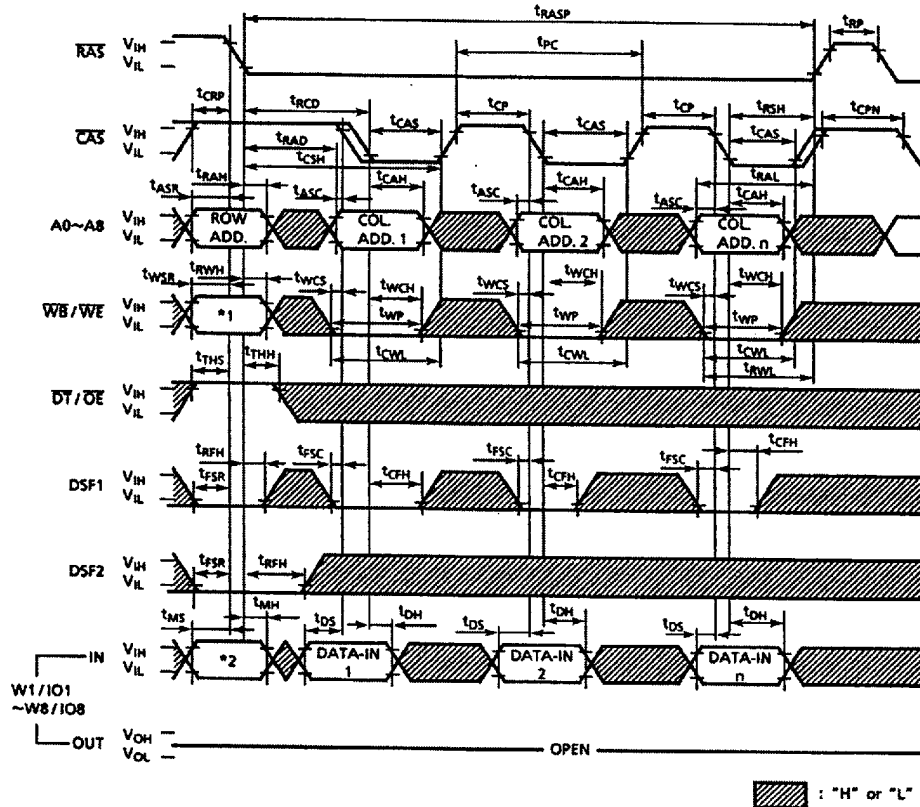 tRASP
tRP
tPC
RAS VIH
VIL
tCRP
tRCD
tCP
tCP
tRSH
tCPN
tCAS
tCAS
tCAS
CAS VIH
VIL
tRAD
tCSH
tRAH
tRAL
tASR
tASC
tCAH
tASC
tCAH
tASC
tCAH
A0~A8 VIH
VIL
ROW ADD.
COL. ADD. 1
COL. ADD. 2
COL. ADD. n
tRWH
tWSR
tWCS
tWCH
tWCS
tWCH
tWCS
tWCH
WB/WE VIH
VIL
*1
tWP
tWP
tWP
tCWL
tCWL
tCWL
tRWL
tTHS
tTHH
DT/OE VIH
VIL
tRFH
tFSC
tFSC
tFSC
tCFH
tFSR
tCFH
tCFH
DSF1 VIH
VIL
tFSR
tRFH
DSF2 VIH
VIL
tMS
tMH
tDS
tDH
tDS
tDH
tDS
tDH
IN VIH
VIL
*2
DATA-IN 1
DATA-IN 2
DATA-IN n
W1/IO1
~W8/IO8
OUT VOH
VOL
OPEN
: "H" or "L"